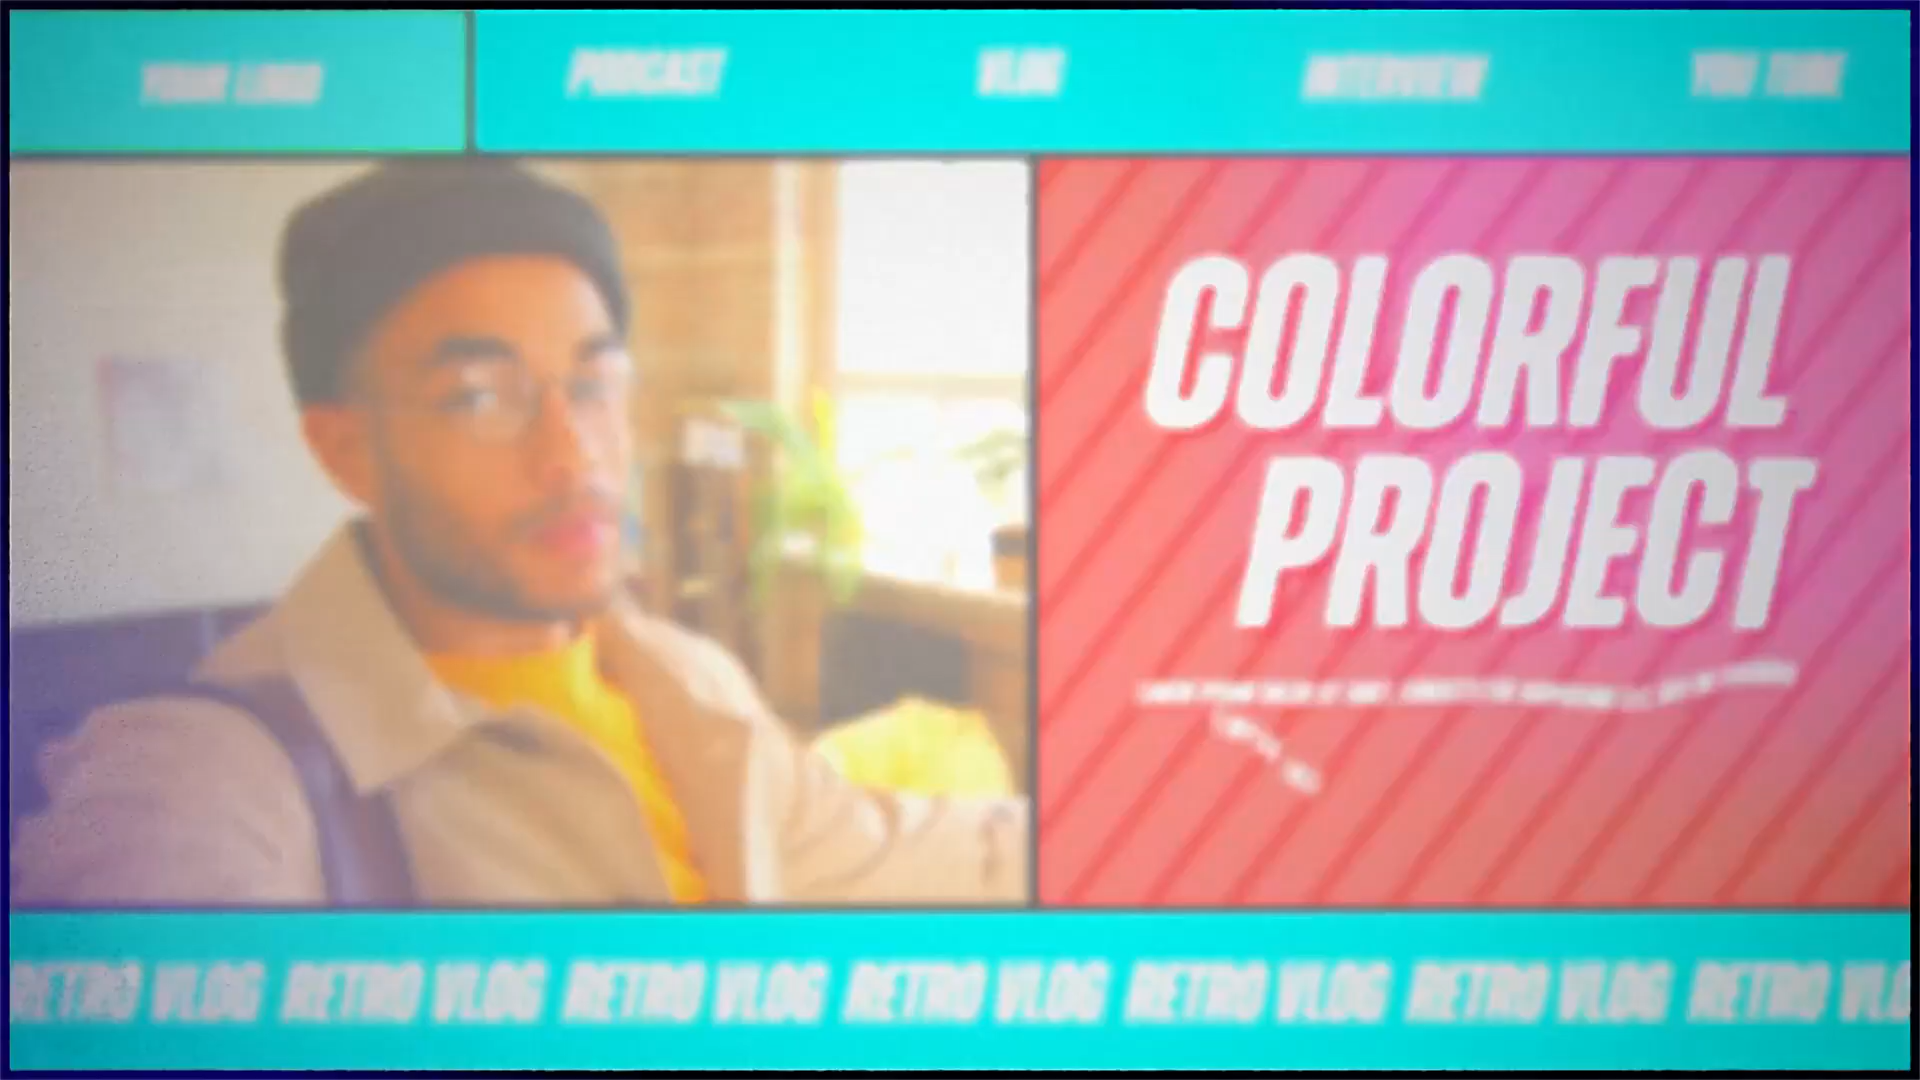 YOUR LOGO
PODCAST
VLOG
INTERVIEW
YOU TUBE
COLORFUL
PROJECT
RETRO VLOG RETRO VLOG RETRO VLOG RETRO VLOG RETRO VLOG RETRO VLOG RETRO VLO